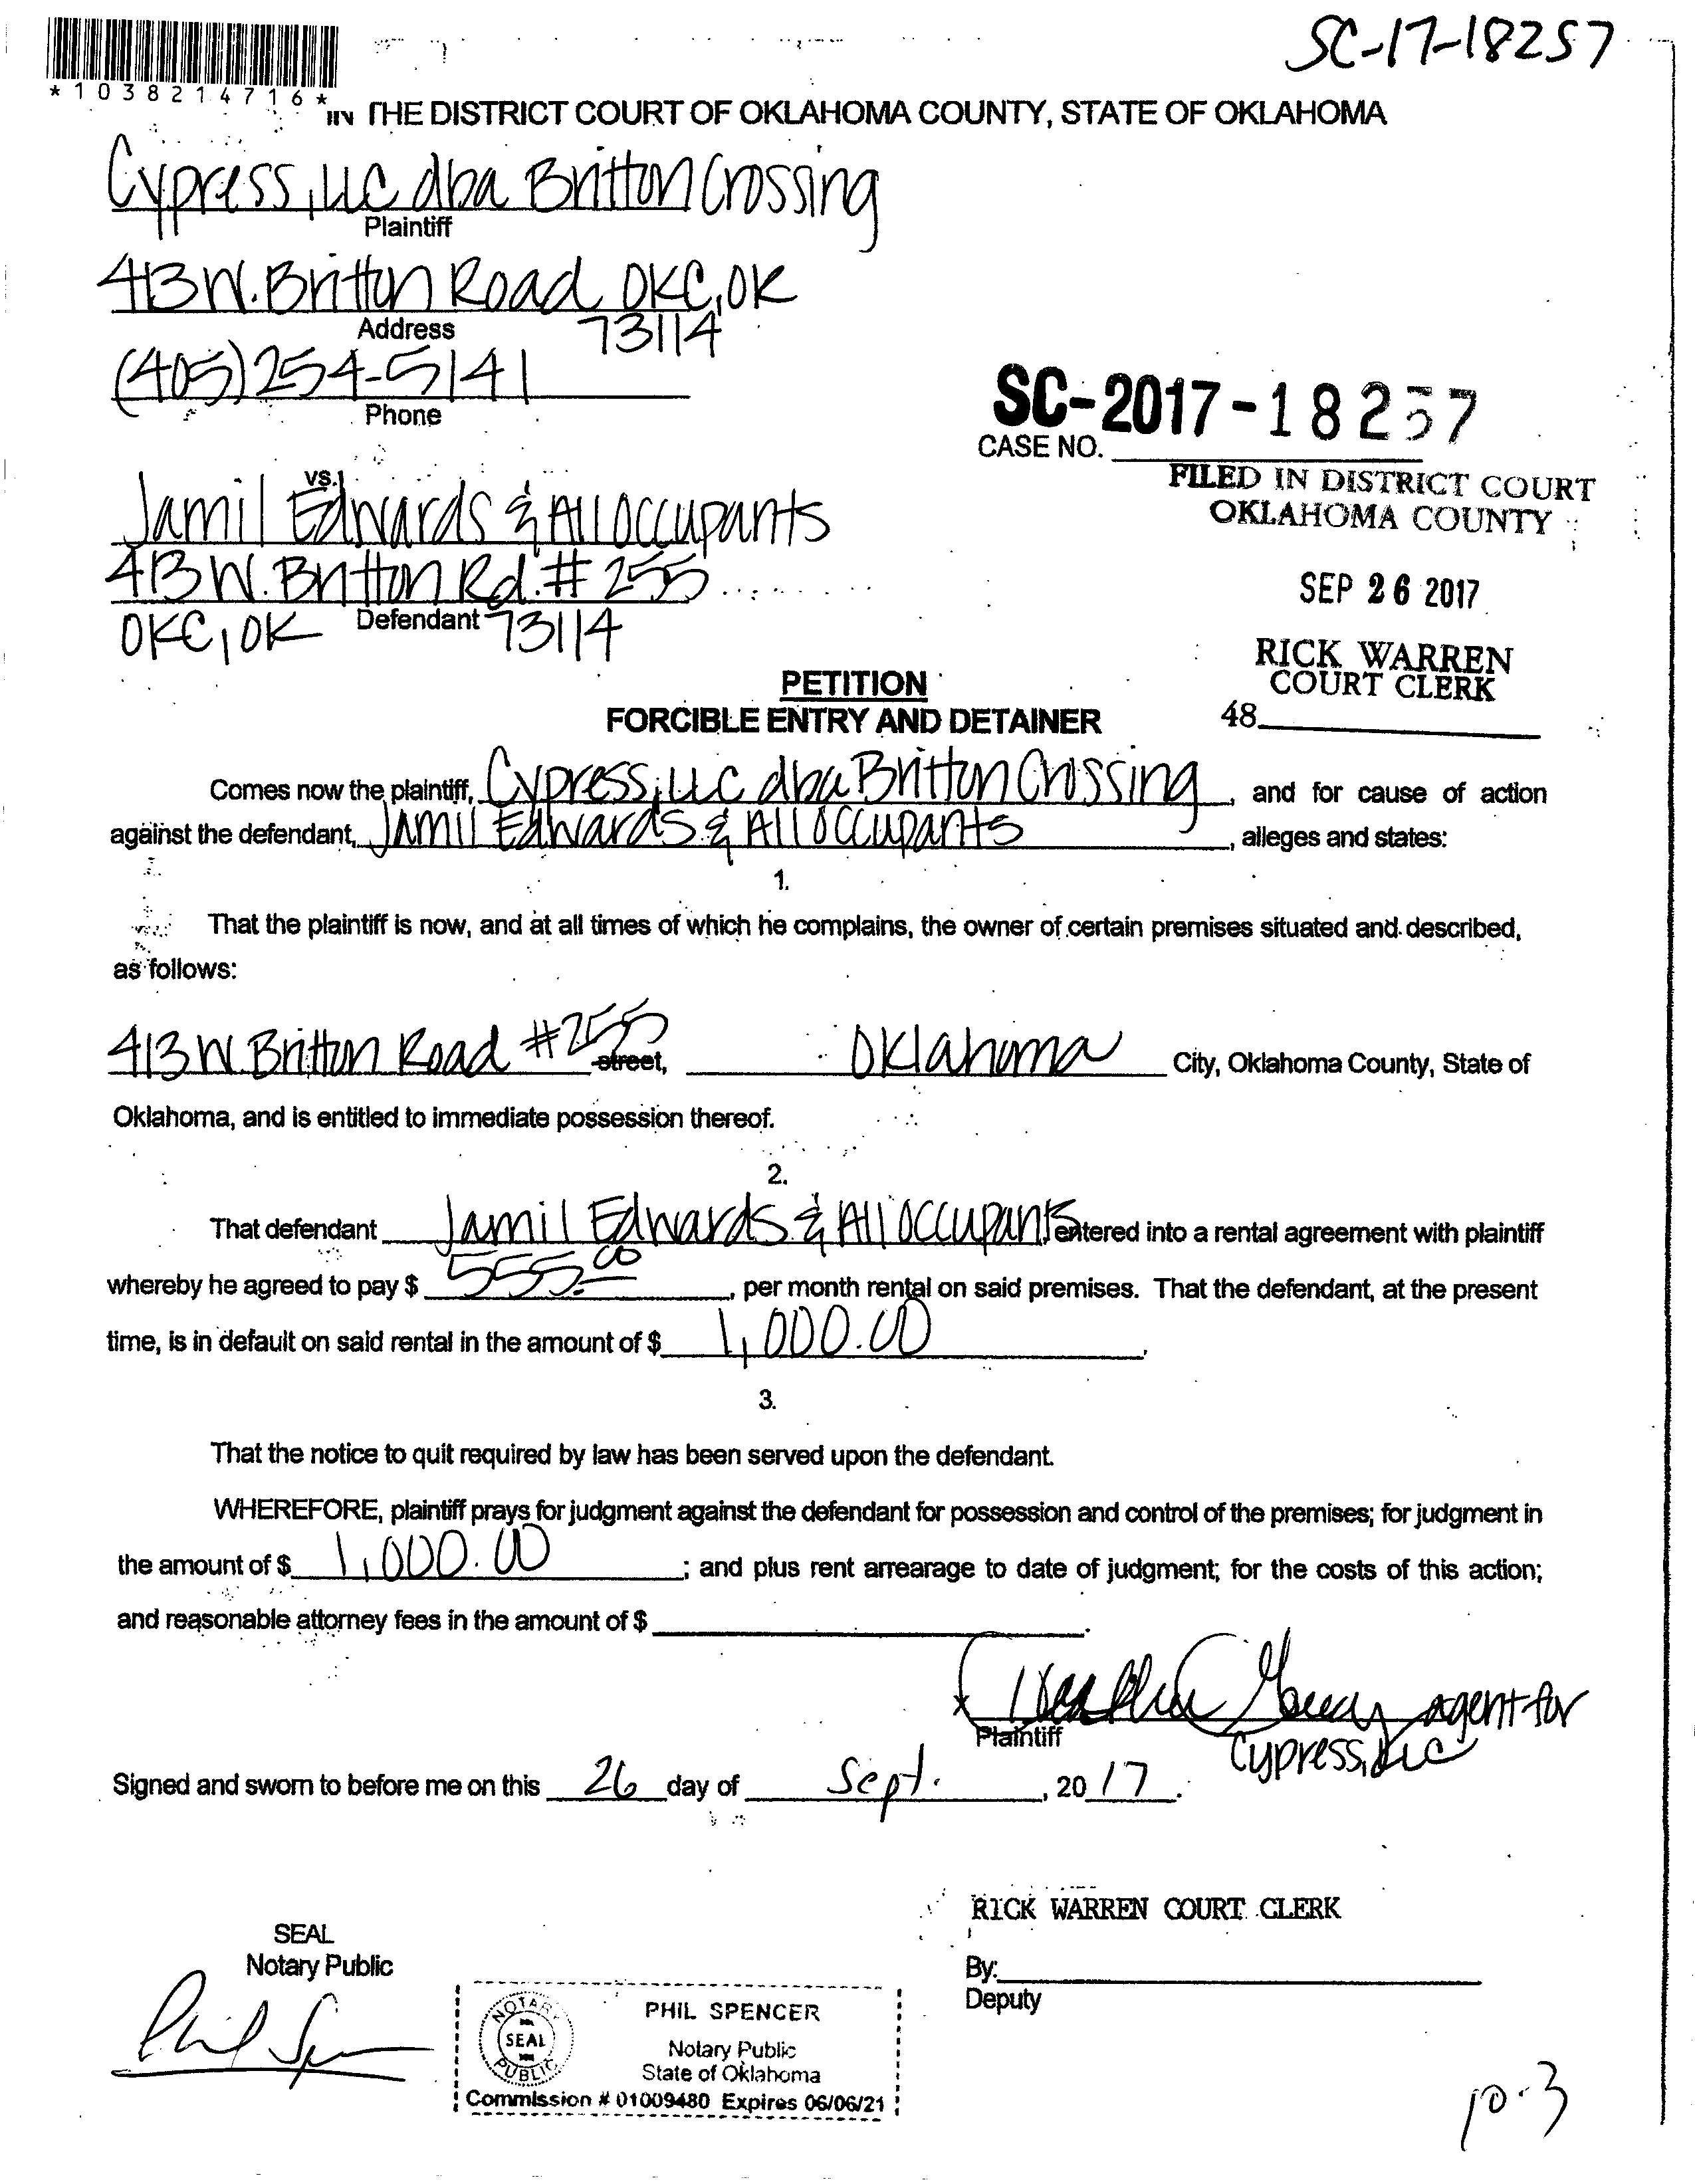 SC-17-18257
*1038214716*
IN THE DISTRICT COURT OF OKLAHOMA COUNTY, STATE OF OKLAHOMA
Cypress, LLC dba Britton Crossing
Plaintiff
413 W. Britton Road OKC, OK
Address 73114
(405) 254-5141
Phone
SC-2017-18257
CASE NO.
FILED IN DISTRICT COURT
OKLAHOMA COUNTY
SEP 26 2017
RICK WARREN
COURT CLERK
48
vs.
Jamil Edwards & All Occupants
413 W. Britton Rd. # 255
Defendant
OKC, OK 73114
PETITION
FORCIBLE ENTRY AND DETAINER
Comes now the plaintiff, Cypress, LLC dba Britton Crossing, and for cause of action
against the defendant, Jamil Edwards & All Occupants, alleges and states:
1.
That the plaintiff is now, and at all times of which he complains, the owner of certain premises situated and described,
as follows:
413 W. Britton Road #255 street, Oklahoma City, Oklahoma County, State of
Oklahoma, and is entitled to immediate possession thereof.
2.
That defendant Jamil Edwards & All Occupants entered into a rental agreement with plaintiff
whereby he agreed to pay $ 555.00, per month rental on said premises. That the defendant, at the present
time, is in default on said rental in the amount of $ 1,000.00.
3.
That the notice to quit required by law has been served upon the defendant.
WHEREFORE, plaintiff prays for judgment against the defendant for possession and control of the premises; for judgment in
the amount of $ 1,000.00; and plus rent arrearage to date of judgment; for the costs of this action;
and reasonable attorney fees in the amount of $.
x agent for
Plaintiff Cypress, LLC
Signed and sworn to before me on this 26 day of Sept., 2017.
RICK WARREN COURT CLERK
SEAL
Notary Public
By:
Deputy
Phil Spencer
NOTARY
SEAL
PUBLIC
PHIL SPENCER
Notary Public
State of Oklahoma
Commission # 01009480 Expires 06/06/21
10-3